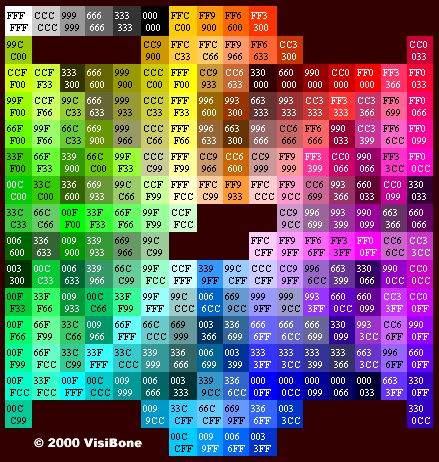 FFF CCC 999 666 333 000 FFC FF9 FF6 FF3
FFF CCC 999 666 333 000 C00 900 600 300
99C CC9 FFC FFC FF9 FF6 CC3 CC0
C00 900 C33 C66 966 633 300 033
CCF CCF 333 666 999 CCC FFF CC9 CC6 330 660 990 CC0 FF0 FF3 FF0
F00 F33 300 600 900 C00 F00 933 633 000 000 000 000 000 366 033
99F CCF 99C 666 999 CCC FFF 996 993 663 993 CC3 FF3 CC3 FF6 FF0
F00 F66 C33 633 933 C33 F33 600 300 333 333 333 333 366 699 066
66F 99F 66C 669 999 CCC FFF 996 663 996 CC6 FF6 990 CC3 FF6 FF0
F00 F66 C33 900 966 C66 F66 633 300 666 666 666 033 399 6CC 099
33F 66F 339 66C 99F CCC FFF CC9 CC6 CC9 FF9 FF3 CC0 990 FF3 FF0
F00 F33 900 C00 F33 C99 F99 966 600 999 999 399 066 066 3CC 0CC
00C 33C 336 669 99C CCF FFF FFC FF9 FFC FF9 CC6 993 660 CC0 330
C00 C00 600 933 C66 F99 FCC C99 933 CCC 9CC 699 366 033 099 033
33C 66C 00F 33F 66F 99F CCF CC9 996 993 990 663 660
C33 C66 F00 F33 F66 F99 FCC 9CC 699 399 099 366 066
006 336 009 339 669 99C FFC FF9 FF6 FF3 FF0 CC6 CC3
600 633 900 933 966 C99 CFF 9FF 6FF 3FF 0FF 6CC 3CC
003 00C 006 339 66C 99F CCF 339 99C CCC CC9 996 663 330 990 CC0
300 C33 633 966 C99 FCC FFF 9FF CFF CFF 9FF 6CC 399 066 0CC 0CC
00F 33F 009 00C 33F 99F 99C 006 669 999 999 993 660 660 CC3 CC0
F33 F66 933 C66 F99 FFF CCC 6CC 9CC 9FF 9CC 3FF 0CC 099 3FF 0FF
00F 66F 33C 009 66F 66C 669 003 336 666 666 666 330 933 CC6 990
F66 F99 C66 966 FFF CCC 999 366 699 6FF 6CC 699 099 3CC 6FF 0FF
00F 66F 33C 33F 33C 339 336 006 003 333 333 333 333 663 996 660
F99 FCC C99 FFF CCC 999 666 699 399 3FF 3CC 399 366 3CC 6FF 0FF
00F 33F 00F 00C 009 006 003 339 336 000 000 000 000 000 663 330
FCC FCC FFF CCC 999 666 333 9CC 6CC 0FF 0CC 099 066 033 3FF 0FF
00C 009 33C 66C 669 336 003 330
C99 9CC CFF CFF 9FF 6FF 3CC 0CC
© 2000 VisiBone
00C 009 006 003
CFF 9FF 6FF 3FF